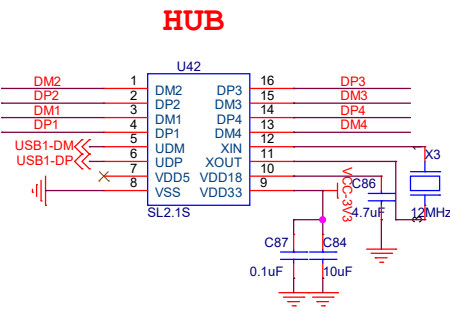 HUB
U42
DM2 1 DM2 DP3 16 DP3
DP2 2 DP2 DM3 15 DM3
DM1 3 DM1 DP4 14 DP4
DP1 4 DP1 DM4 13 DM4
USB1-DM 5 UDM XIN 12
USB1-DP 6 UDP XOUT 11
7 VDD5 VDD18 10
8 VSS VDD33 9
SL2.1S
VCC-3V3
C86
4.7uF
X3
12MHz
C87
0.1uF
C84
10uF